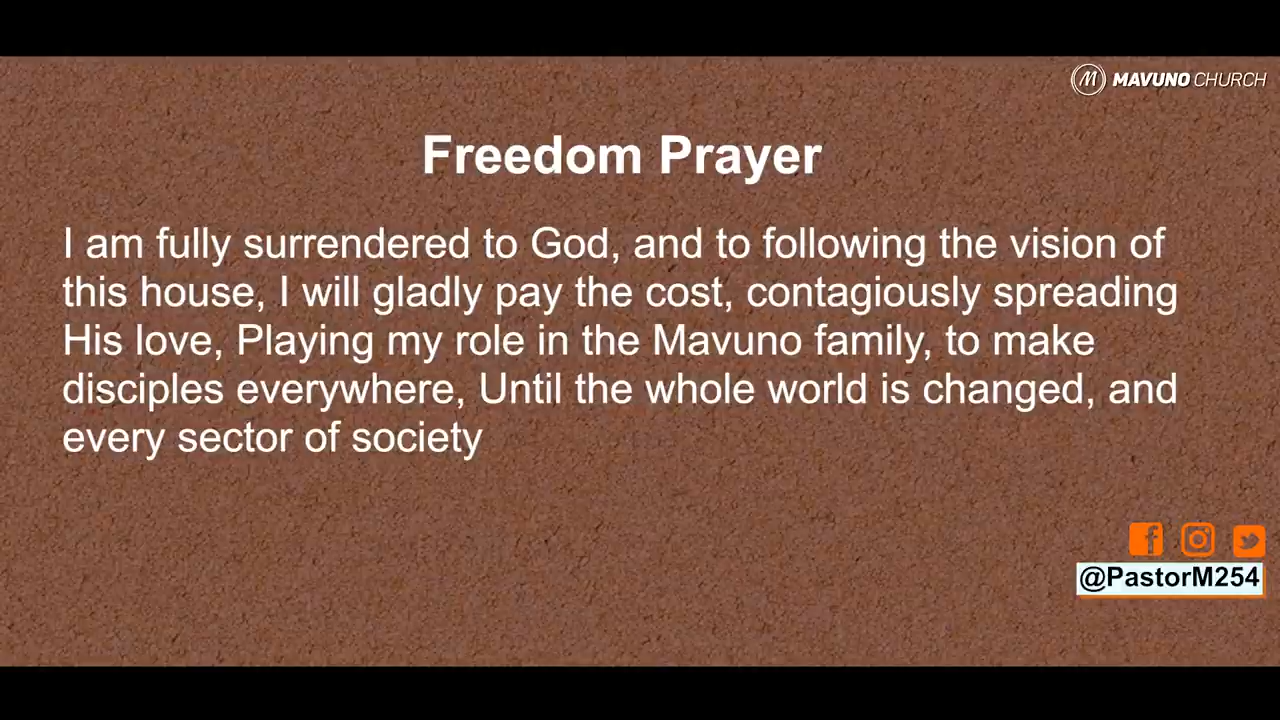 MAVUNO CHURCH
Freedom Prayer
I am fully surrendered to God, and to following the vision of
this house, I will gladly pay the cost, contagiously spreading
His love, Playing my role in the Mavuno family, to make
disciples everywhere, Until the whole world is changed, and
every sector of society
@PastorM254